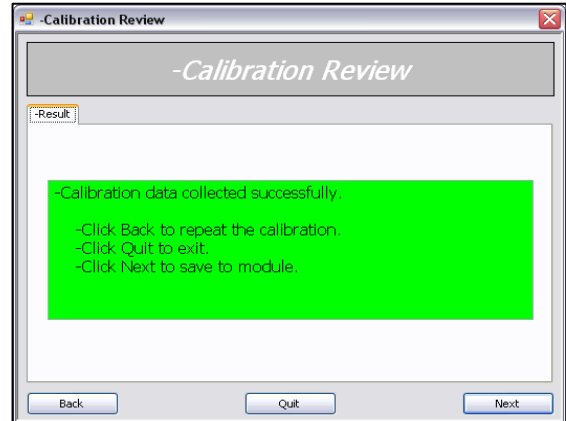 -Calibration Review
-Calibration Review
-Result
-Calibration data collected successfully.
-Click Back to repeat the calibration.
-Click Quit to exit.
-Click Next to save to module.
Back
Quit
Next